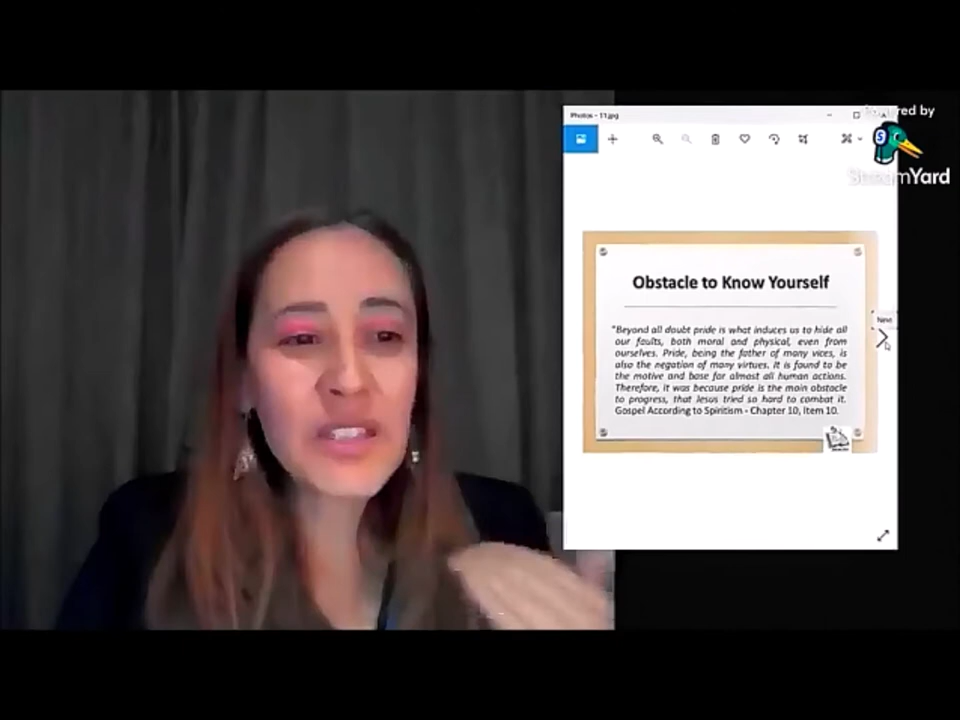 Photos - 11.jpg
Powered by
StreamYard
Obstacle to Know Yourself
"Beyond all doubt pride is what induces us to hide all
our faults, both moral and physical, even from
ourselves. Pride, being the father of many vices, is
also the negation of many virtues. It is found to be
the motive and base for almost all human actions.
Therefore, it was because pride is the main obstacle
to progress, that Jesus tried so hard to combat it.
Gospel According to Spiritism - Chapter 10, Item 10.
Next